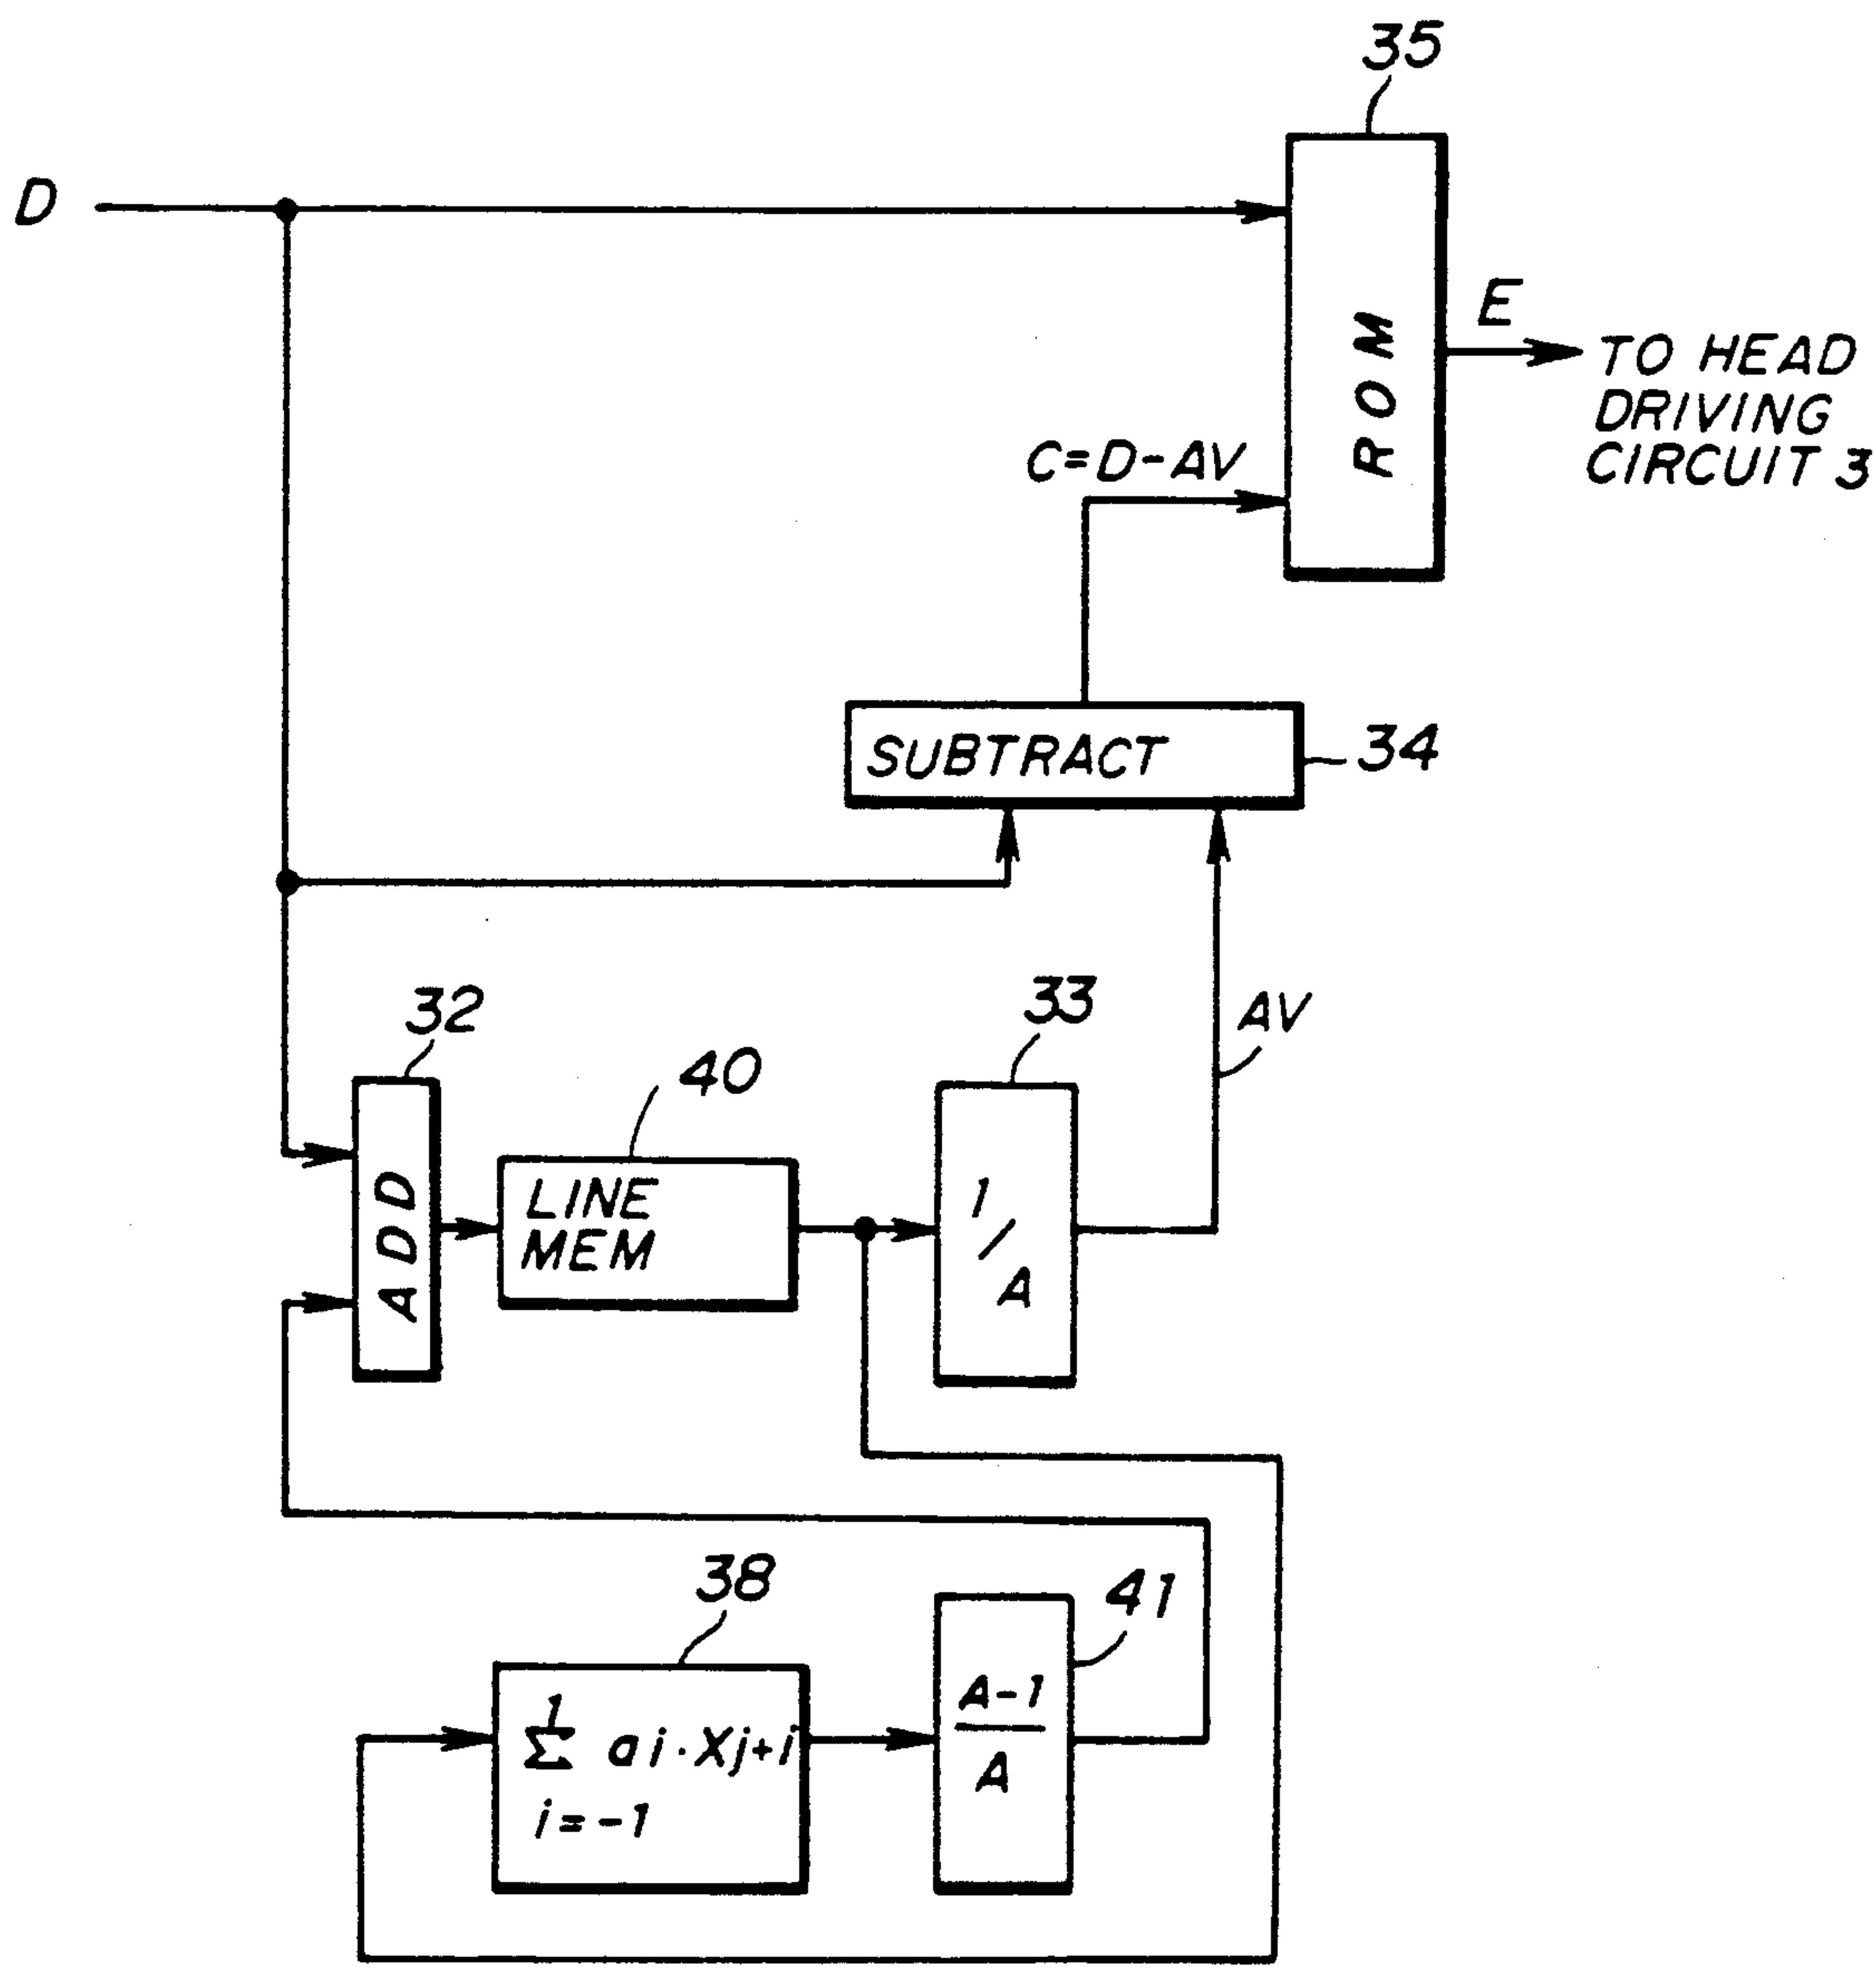 35
D
ROM
E
TO HEAD
DRIVING
CIRCUIT 3
C=D-AV
SUBTRACT
34
32
40
33
AV
ADD
LINE
MEM
1/A
38
41
1
Σ ai·Xj+i
i=-1
A-1
A